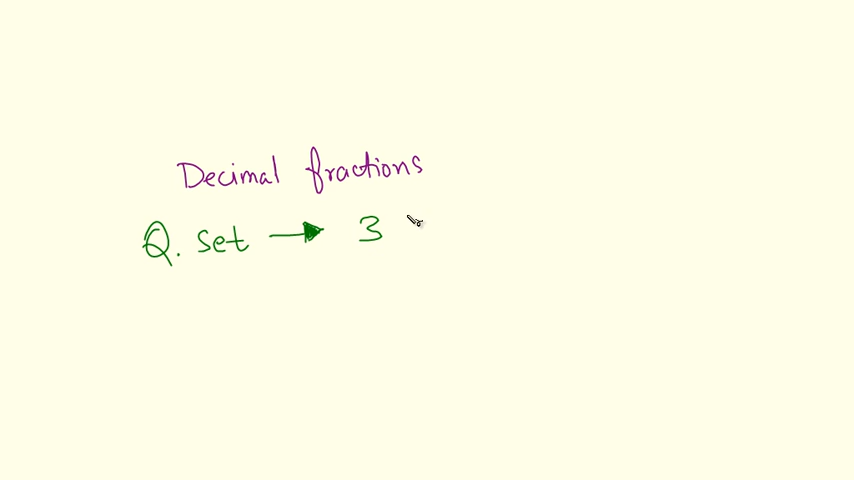 Decimal fractions
Q. set → 3